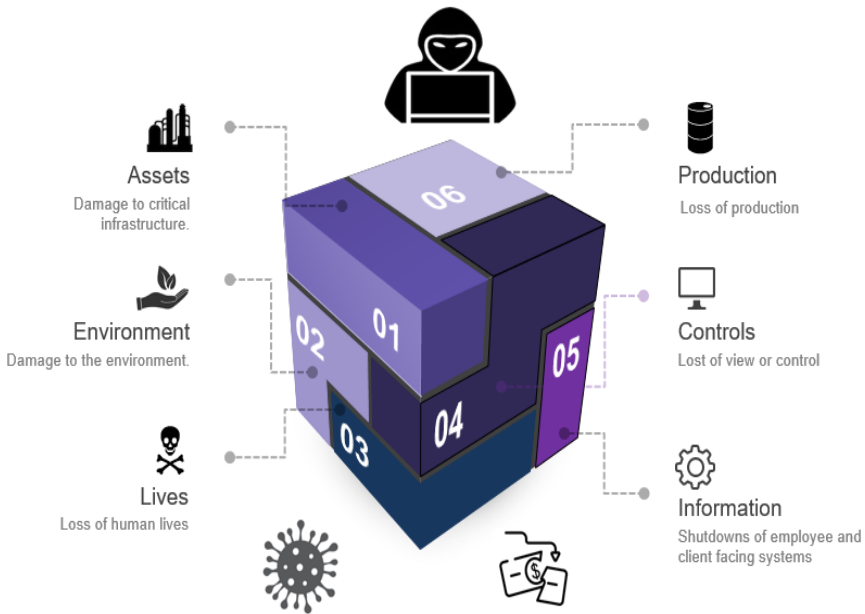 Assets
Damage to critical
infrastructure.
Environment
Damage to the environment.
Lives
Loss of human lives
06
01
02
03
04
05
Production
Loss of production
Controls
Lost of view or control
Information
Shutdowns of employee and
client facing systems
$